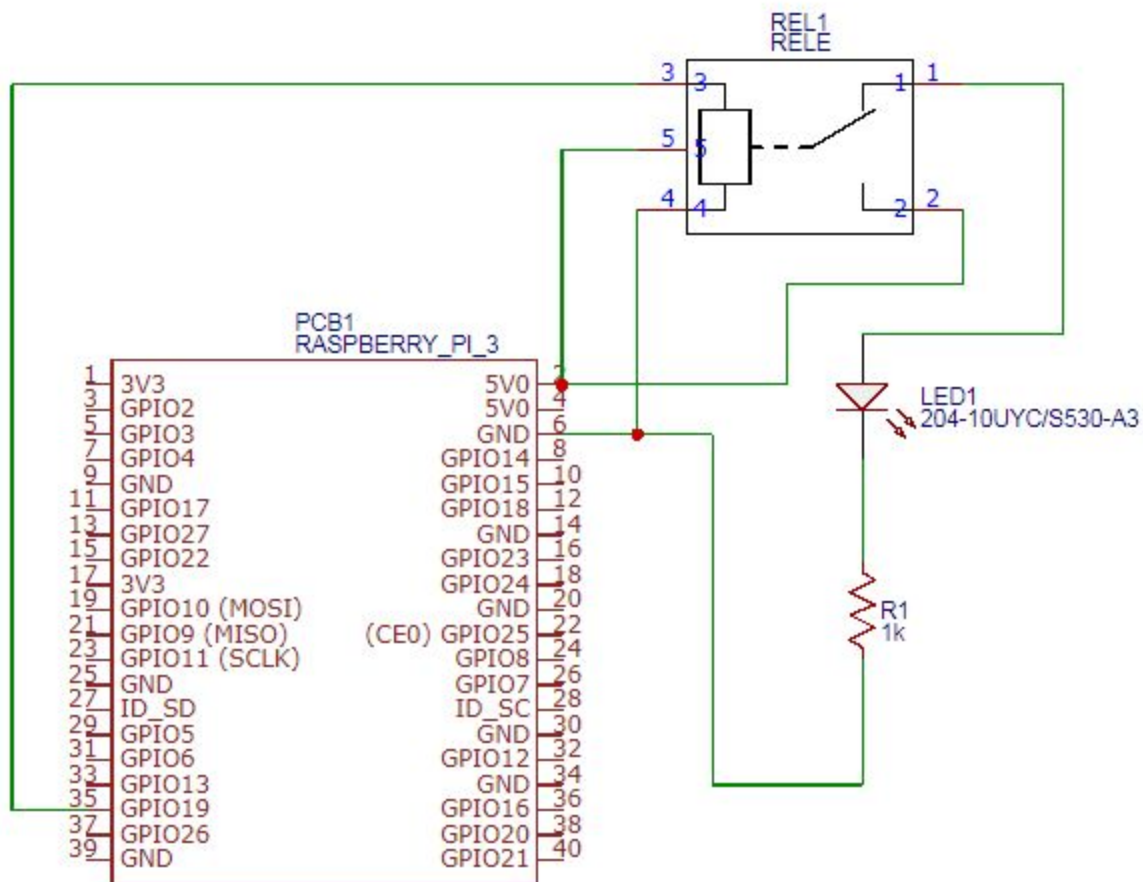 REL1
RELE
3 3 1 1
5 5
4 4 2 2
PCB1
RASPBERRY_PI_3
1 3V3 5V0 2
3 GPIO2 5V0 4
5 GPIO3 GND 6
7 GPIO4 GPIO14 8
9 GND GPIO15 10
11 GPIO17 GPIO18 12
13 GPIO27 GND 14
15 GPIO22 GPIO23 16
17 3V3 GPIO24 18
19 GPIO10 (MOSI) GND 20
21 GPIO9 (MISO) (CE0) GPIO25 22
23 GPIO11 (SCLK) GPIO8 24
25 GND GPIO7 26
27 ID_SD ID_SC 28
29 GPIO5 GND 30
31 GPIO6 GPIO12 32
33 GPIO13 GND 34
35 GPIO19 GPIO16 36
37 GPIO26 GPIO20 38
39 GND GPIO21 40
LED1
204-10UYC/S530-A3
R1
1k